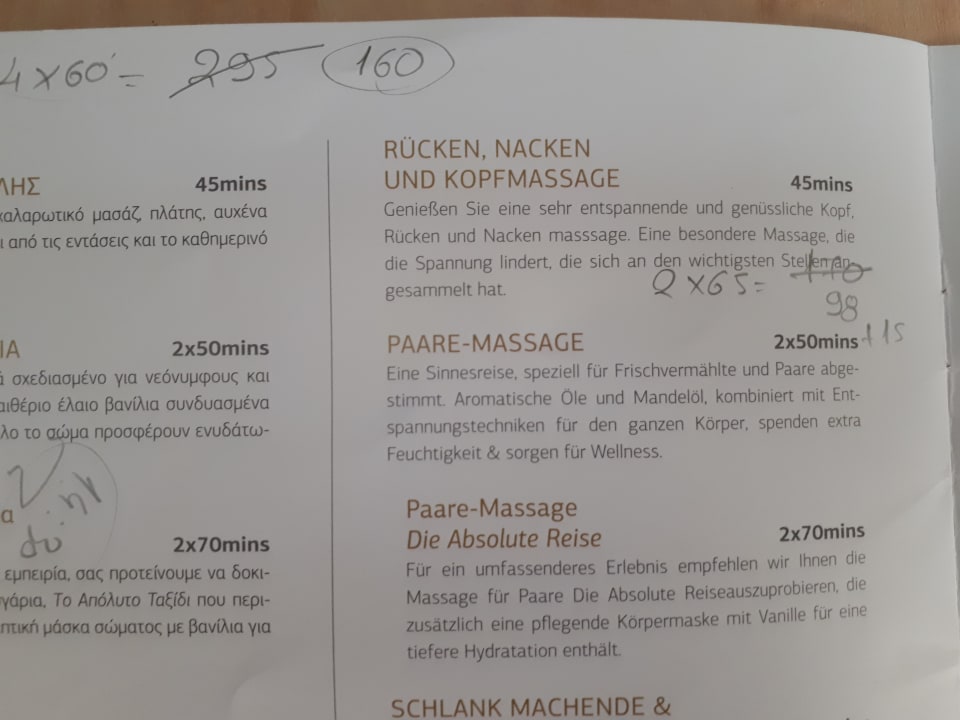 4 x 60' = 295 160
ΛΗΣ 45mins
χαλαρωτικό μασάζ, πλάτης, αυχένα
ι από τις εντάσεις και το καθημερινό
ΙΑ 2x50mins
ά σχεδιασμένο για νεόνυμφους και
αιθέριο έλαιο βανίλια συνδυασμένα
λο το σώμα προσφέρουν ενυδάτω-
α
2x70mins
εμπειρία, σας προτείνουμε να δοκι-
γάρια, Το Απόλυτο Ταξίδι που περι-
πτική μάσκα σώματος με βανίλια για
RÜCKEN, NACKEN
UND KOPFMASSAGE 45mins
Genießen Sie eine sehr entspannende und genüssliche Kopf,
Rücken und Nacken masssage. Eine besondere Massage, die
die Spannung lindert, die sich an den wichtigsten Stellen an-
gesammelt hat.
2 x 65 = 110
98
PAARE-MASSAGE 2x50mins +15
Eine Sinnesreise, speziell für Frischvermählte und Paare abge-
stimmt. Aromatische Öle und Mandelöl, kombiniert mit Ent-
spannungstechniken für den ganzen Körper, spenden extra
Feuchtigkeit & sorgen für Wellness.
Paare-Massage
Die Absolute Reise 2x70mins
Für ein umfassenderes Erlebnis empfehlen wir Ihnen die
Massage für Paare Die Absolute Reiseauszuprobieren, die
zusätzlich eine pflegende Körpermaske mit Vanille für eine
tiefere Hydratation enthält.
SCHLANK MACHENDE &